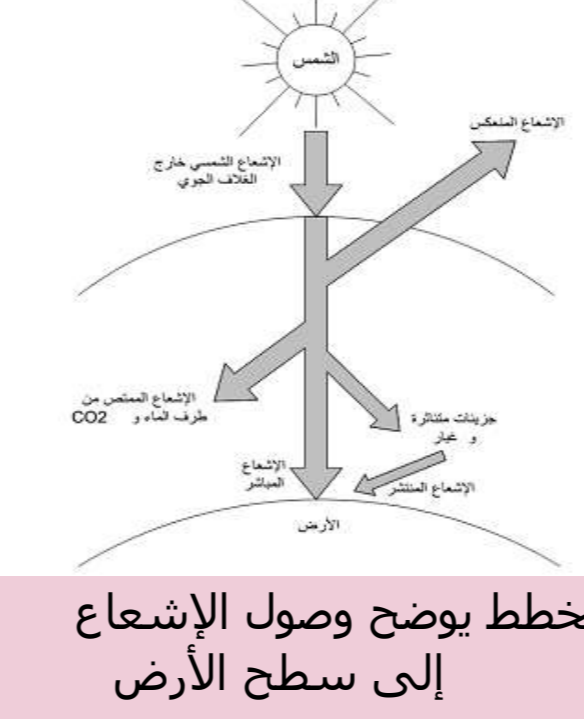 الشمس
الإشعاع المنعكس
الإشعاع الشمسي خارج
الغلاف الجوي
الإشعاع الممتص من
طرف الماء و CO2
جزيئات متناثرة
و غبار
الإشعاع
المباشر
الإشعاع المنتشر
الأرض
خطط يوضح وصول الإشعاع
إلى سطح الأرض